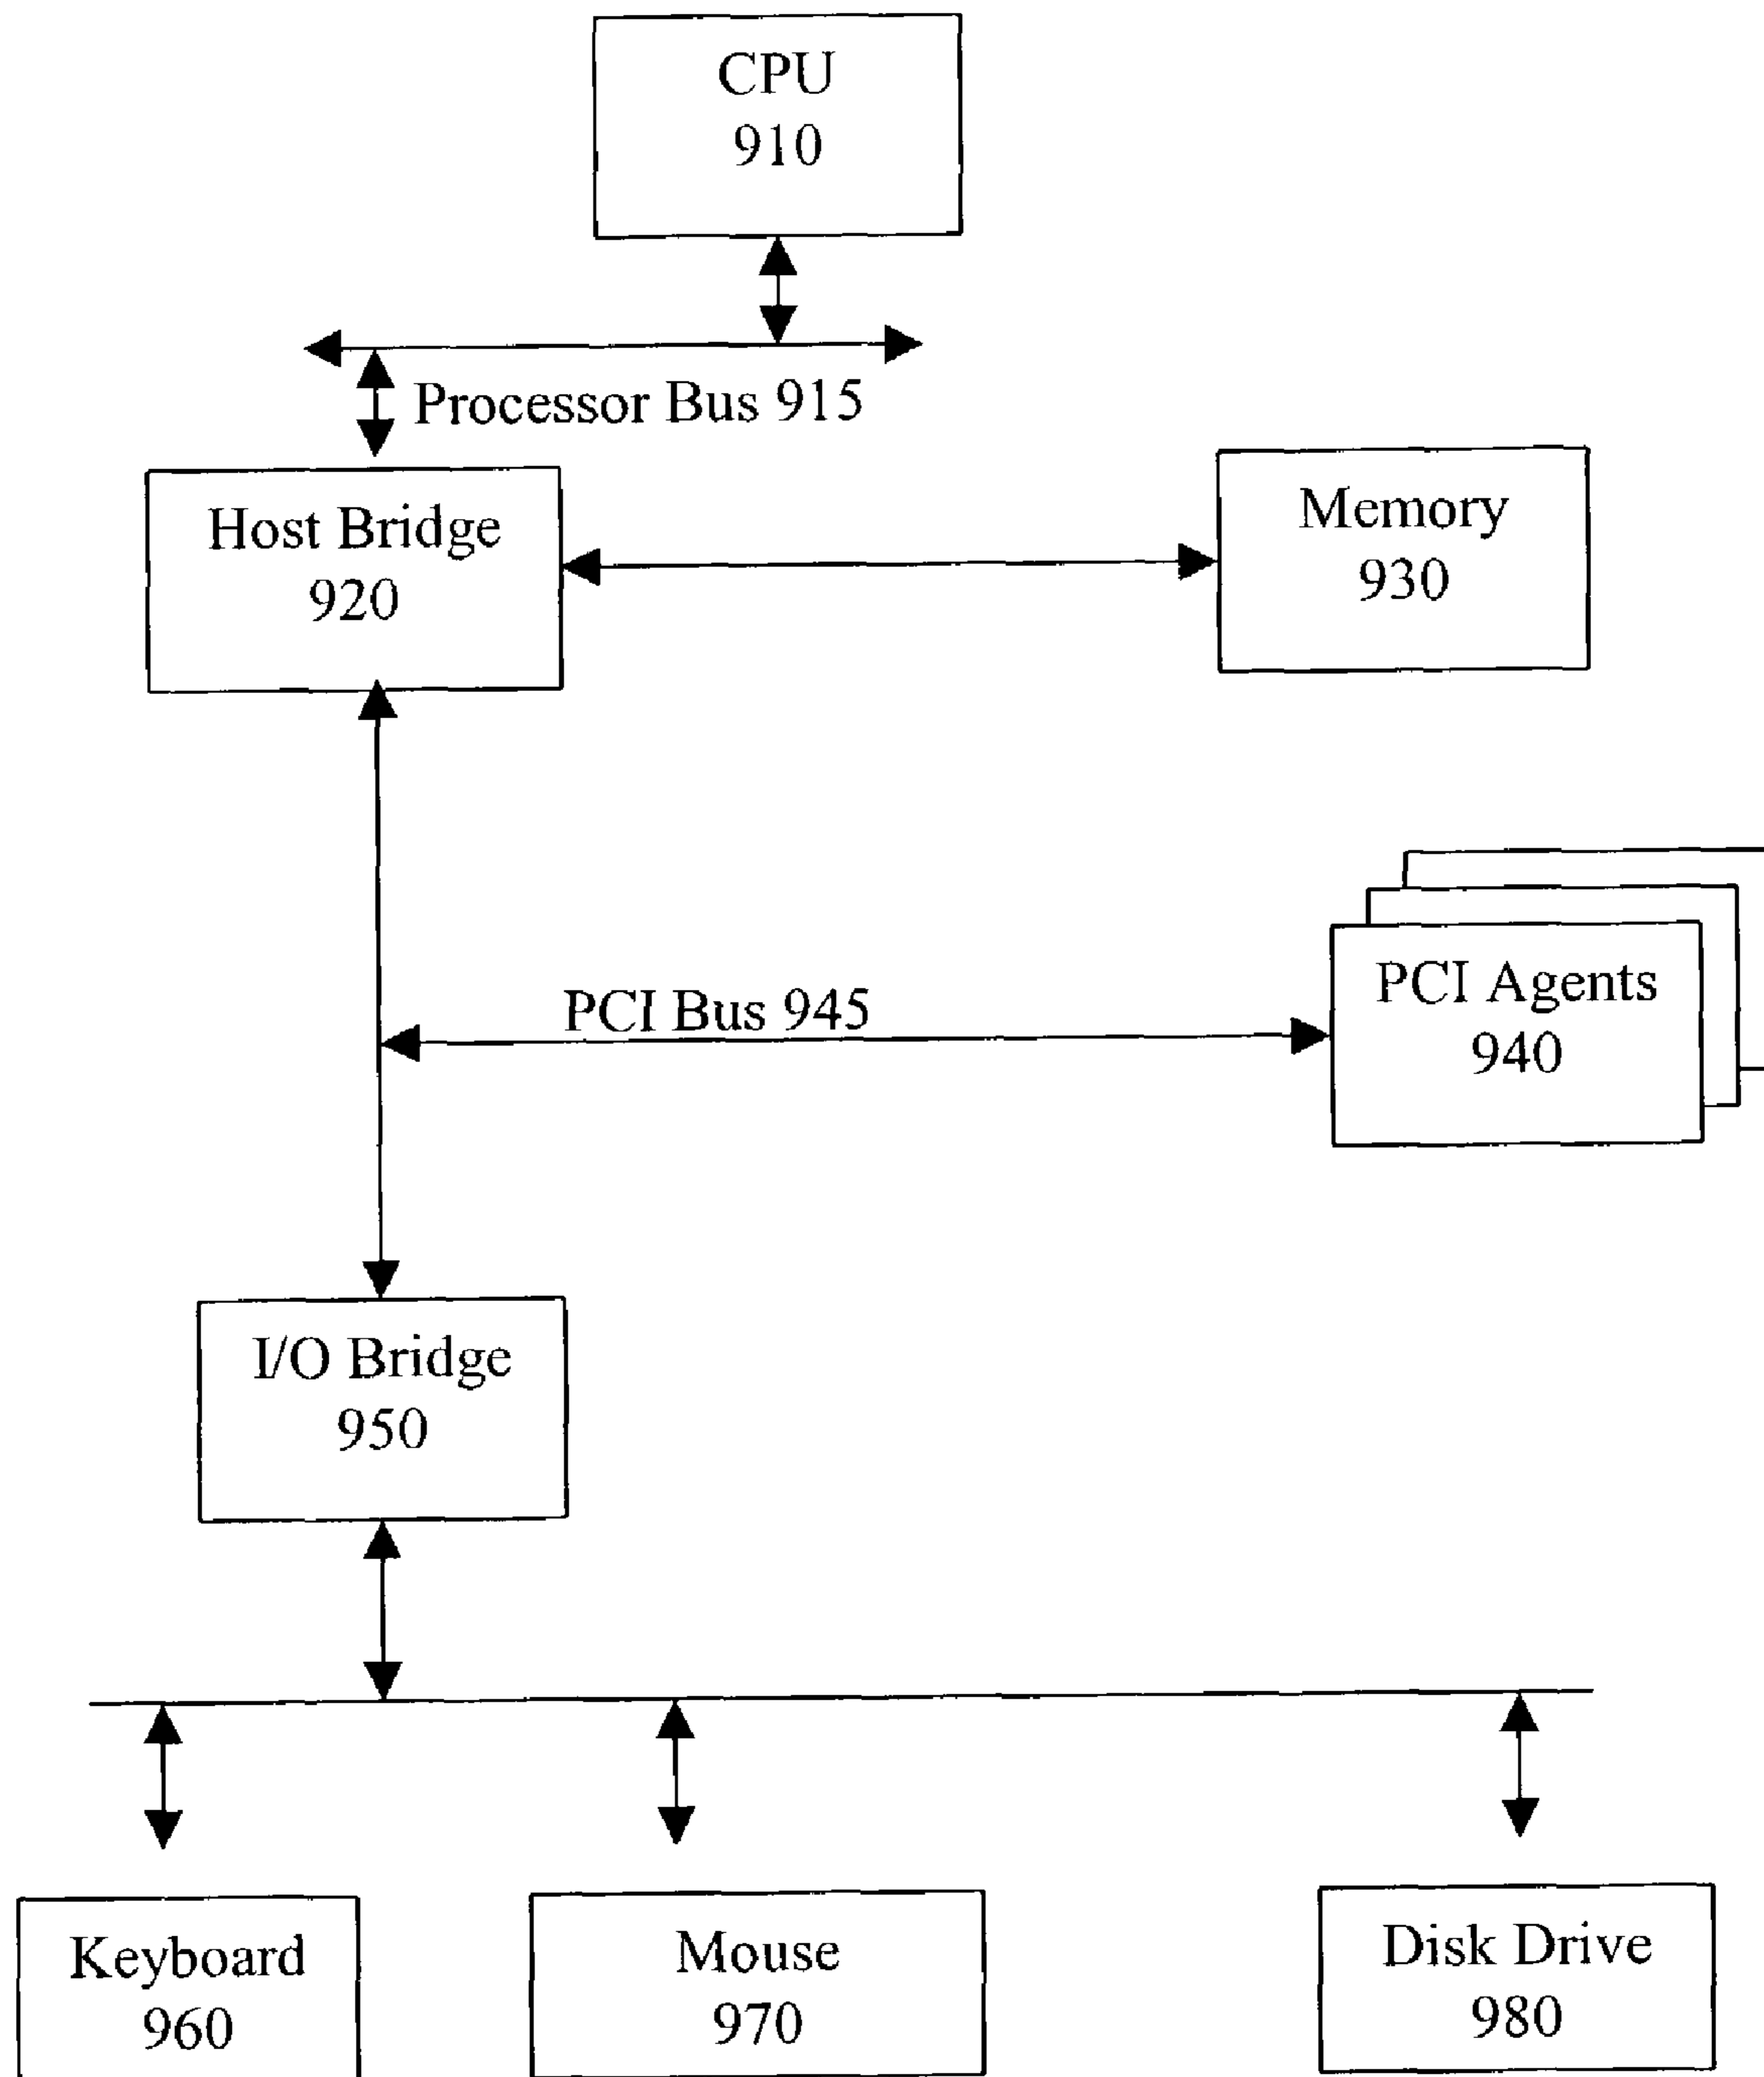 CPU
910
Processor Bus 915
Host Bridge
920
Memory
930
PCI Agents
940
PCI Bus 945
I/O Bridge
950
Keyboard
960
Mouse
970
Disk Drive
980